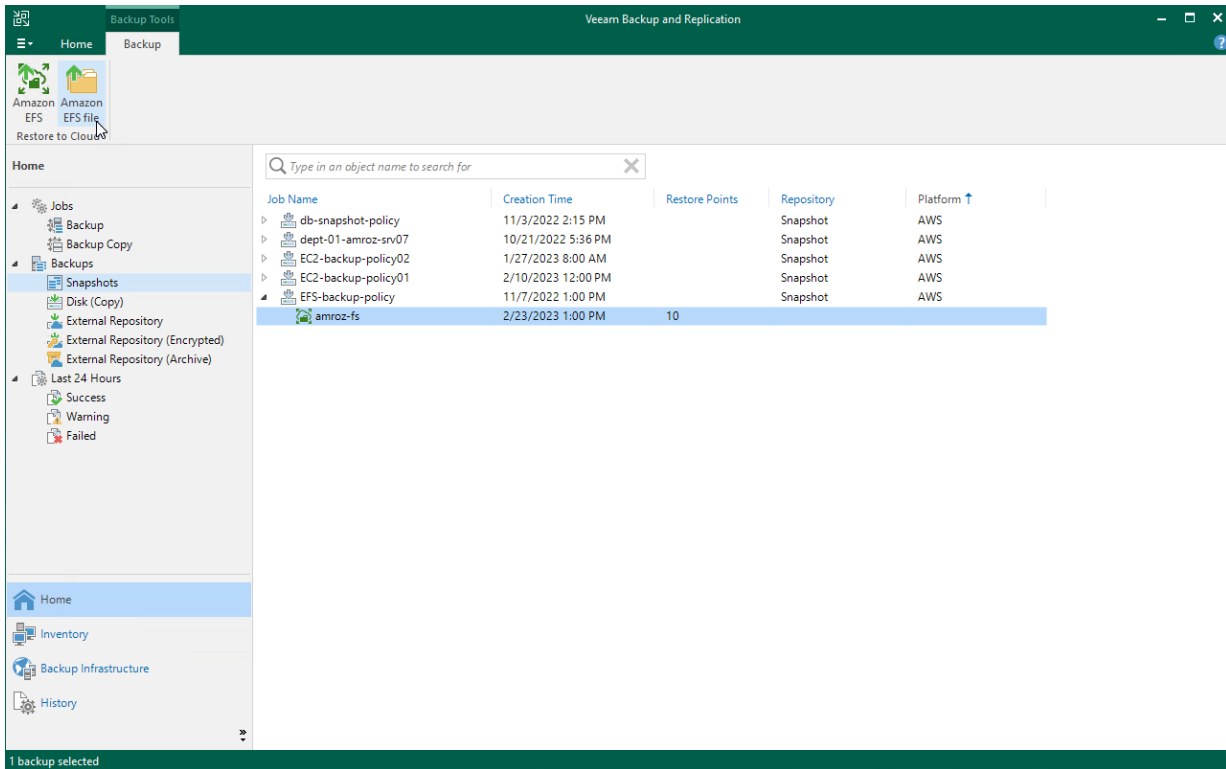 Backup Tools
Veeam Backup and Replication
Home
Backup
Amazon EFS
Amazon EFS file
Restore to Cloud
Home
Type in an object name to search for
Job Name Creation Time Restore Points Repository Platform
Jobs
Backup
Backup Copy
Backups
Snapshots
Disk (Copy)
External Repository
External Repository (Encrypted)
External Repository (Archive)
Last 24 Hours
Success
Warning
Failed
db-snapshot-policy 11/3/2022 2:15 PM Snapshot AWS
dept-01-amroz-srv07 10/21/2022 5:36 PM Snapshot AWS
EC2-backup-policy02 1/27/2023 8:00 AM Snapshot AWS
EC2-backup-policy01 2/10/2023 12:00 PM Snapshot AWS
EFS-backup-policy 11/7/2022 1:00 PM Snapshot AWS
amroz-fs 2/23/2023 1:00 PM 10
Home
Inventory
Backup Infrastructure
History
1 backup selected